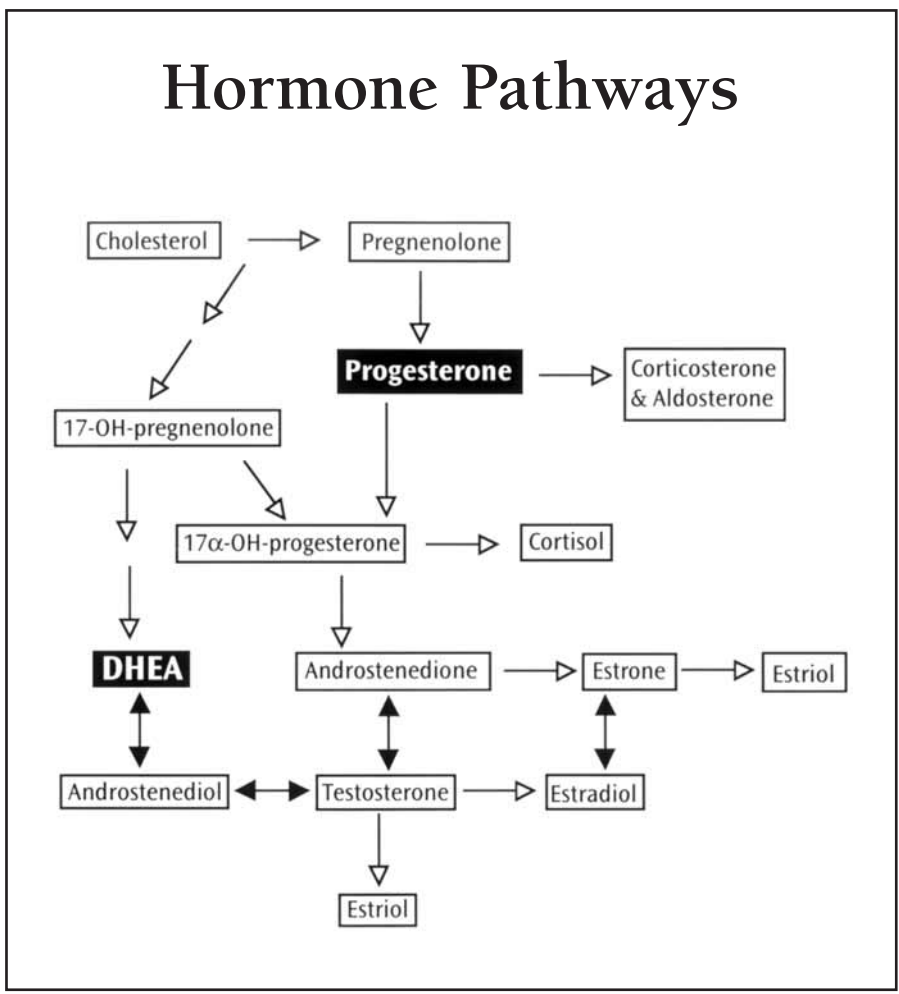 Hormone Pathways
Cholesterol
Pregnenolone
Progesterone
Corticosterone
& Aldosterone
17-OH-pregnenolone
17α-OH-progesterone
Cortisol
DHEA
Androstenedione
Estrone
Estriol
Androstenediol
Testosterone
Estradiol
Estriol